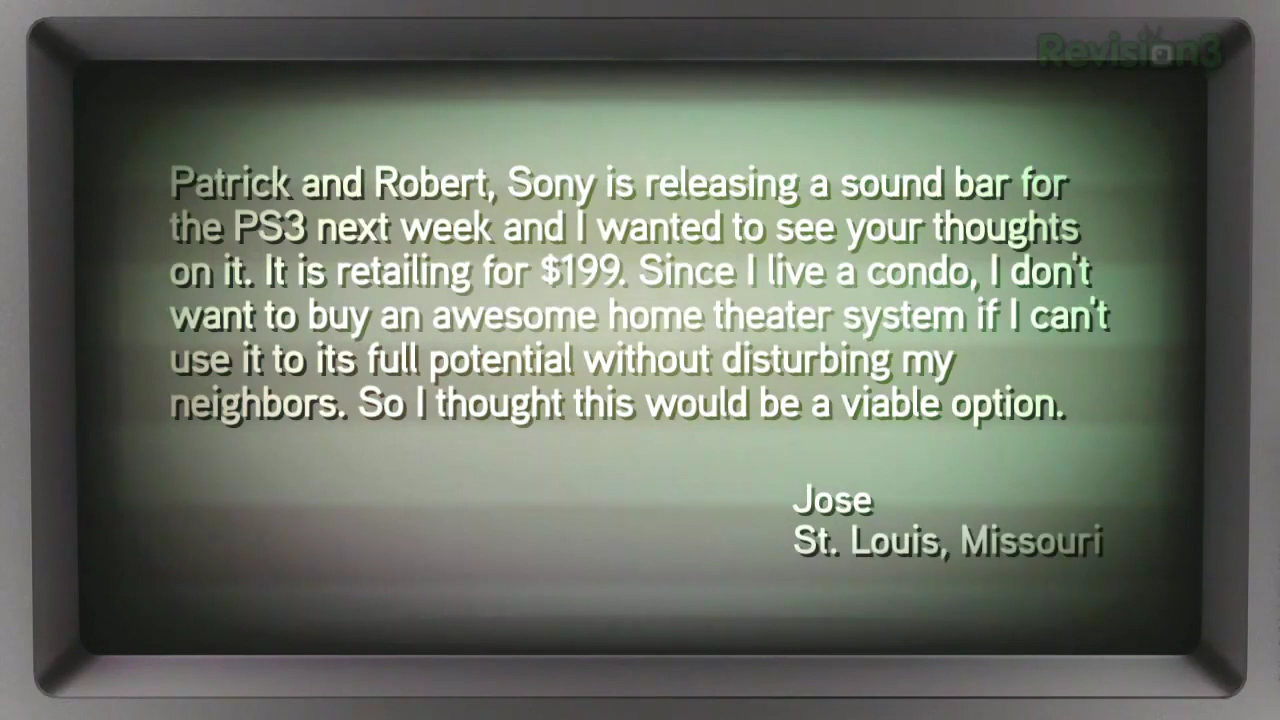 Revision3
Patrick and Robert, Sony is releasing a sound bar for
the PS3 next week and I wanted to see your thoughts
on it. It is retailing for $199. Since I live a condo, I don't
want to buy an awesome home theater system if I can't
use it to its full potential without disturbing my
neighbors. So I thought this would be a viable option.
Jose
St. Louis, Missouri